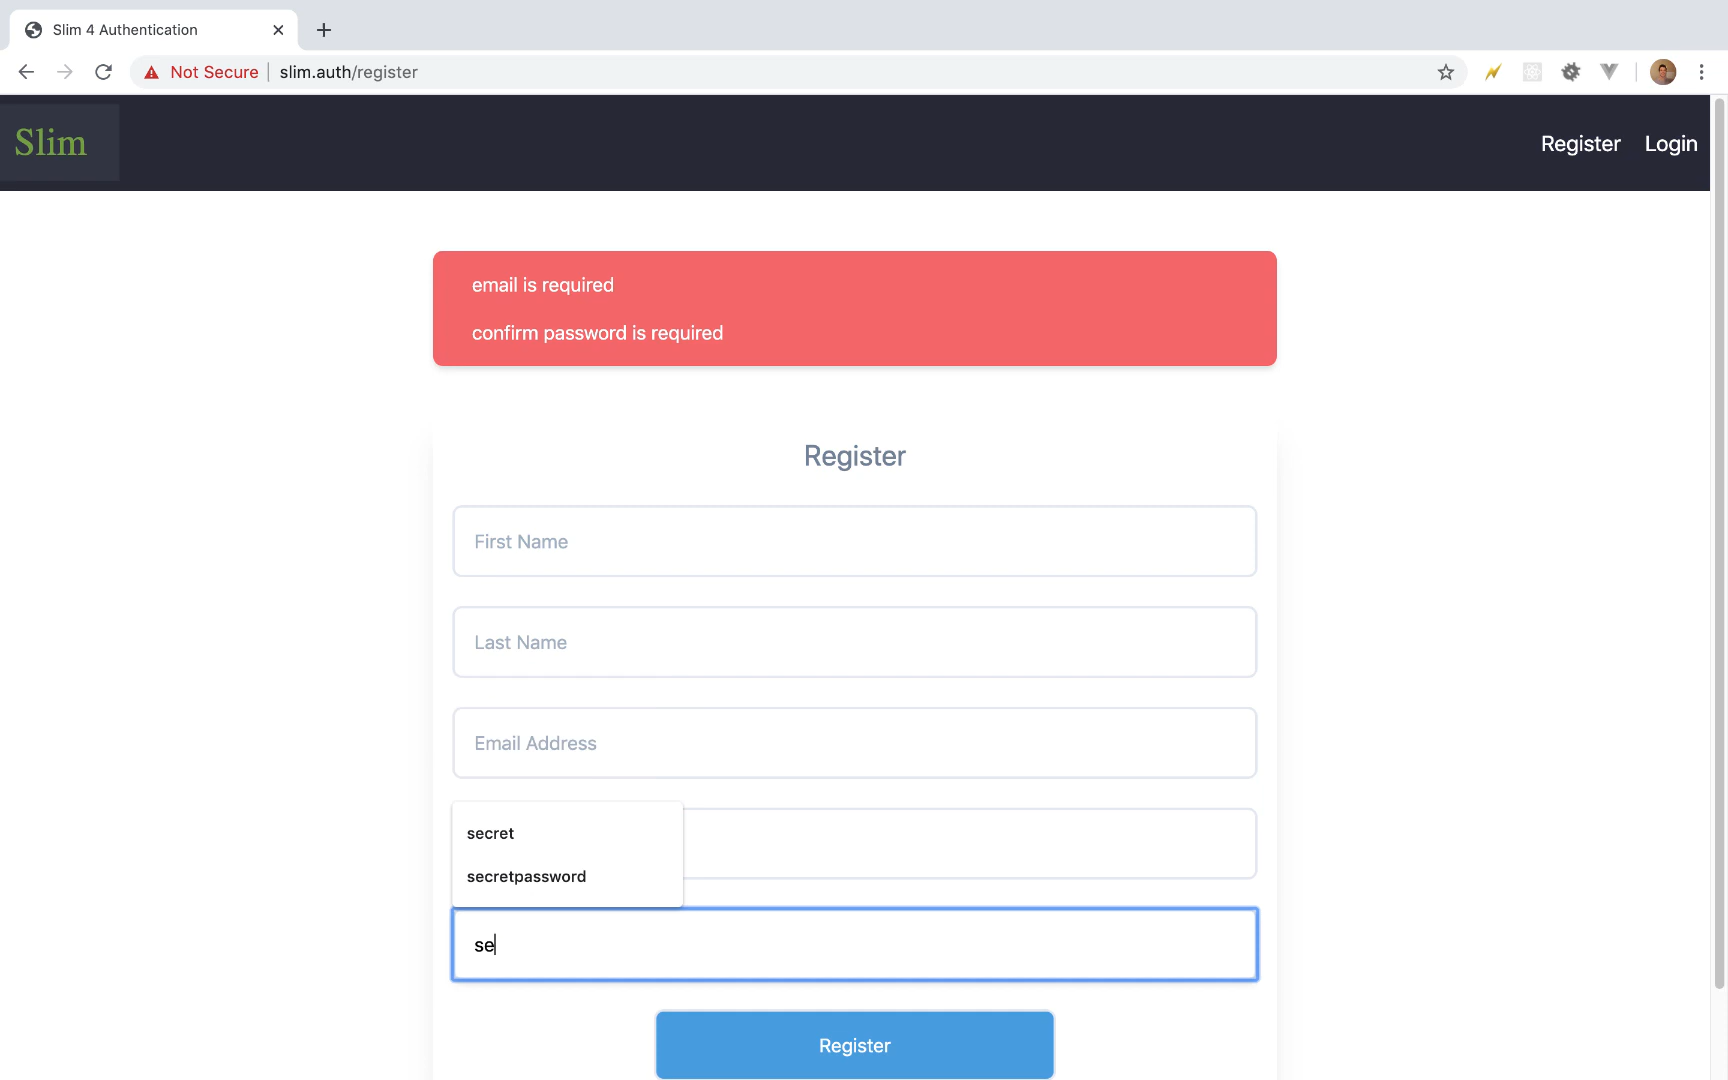 Slim 4 Authentication
Not Secure | slim.auth/register
Slim
Register Login
email is required
confirm password is required
Register
First Name
Last Name
Email Address
secret
secretpassword
se
Register